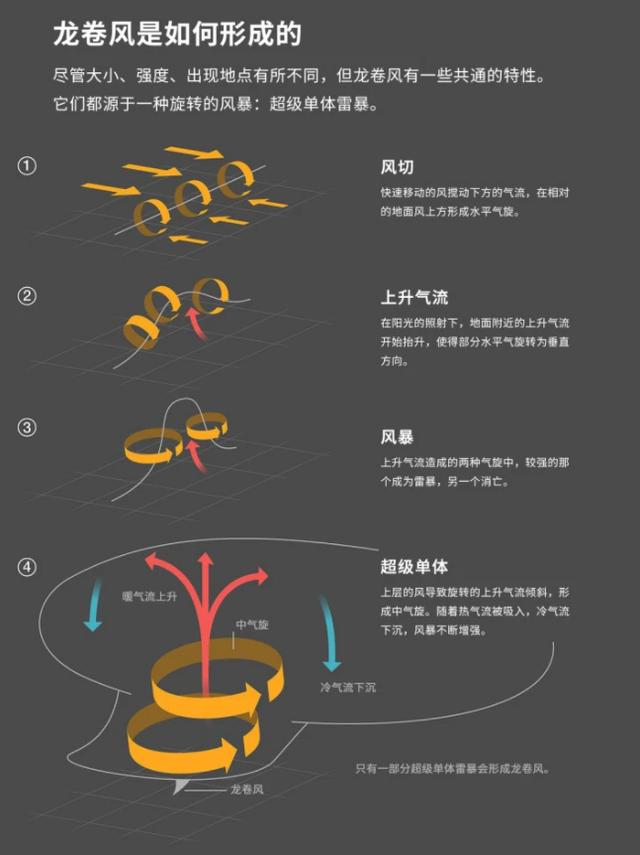 龙卷风是如何形成的
尽管大小、强度、出现地点有所不同，但龙卷风有一些共通的特性。
它们都源于一种旋转的风暴：超级单体雷暴。
①
风切
快速移动的风搅动下方的气流，在相对
的地面风上方形成水平气旋。
②
上升气流
在阳光的照射下，地面附近的上升气流
开始抬升，使得部分水平气旋转为垂直
方向。
③
风暴
上升气流造成的两种气旋中，较强的那
个成为雷暴，另一个消亡。
④
超级单体
上层的风导致旋转的上升气流倾斜，形
成中气旋。随着热气流被吸入，冷气流
下沉，风暴不断增强。
暖气流上升
中气旋
冷气流下沉
只有一部分超级单体雷暴会形成龙卷风。
龙卷风